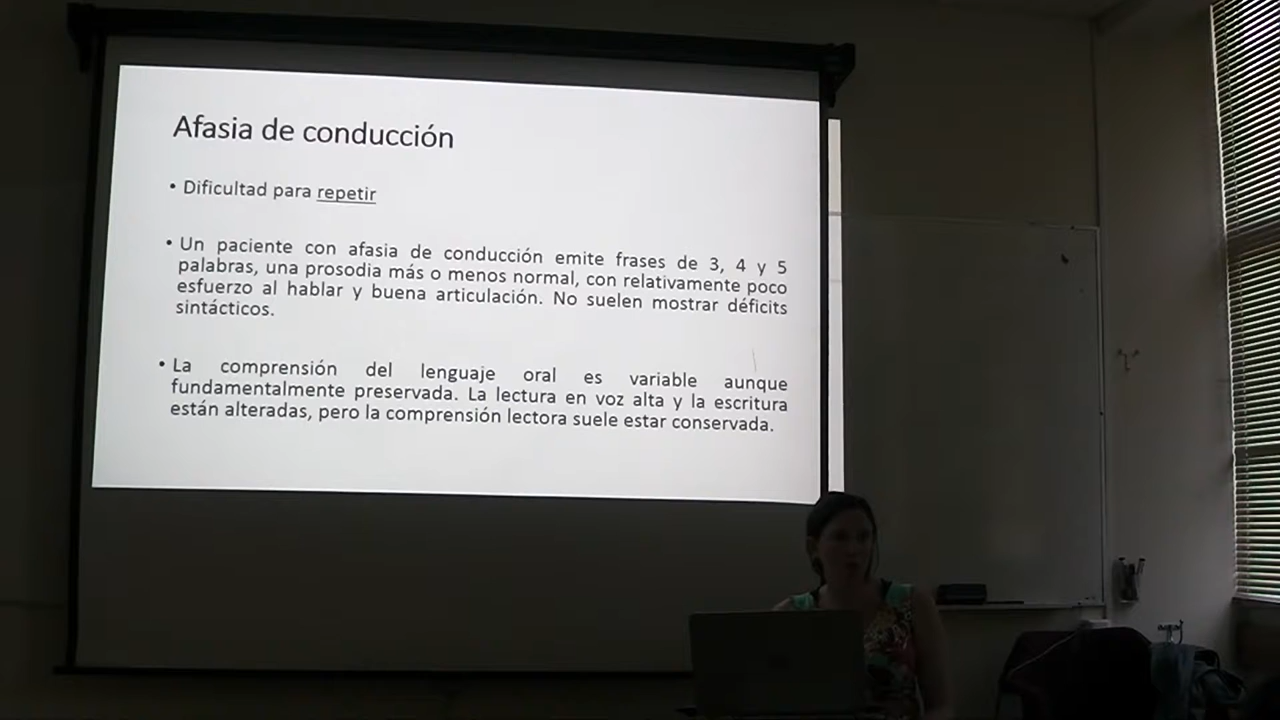 Afasia de conducción
• Dificultad para repetir
• Un paciente con afasia de conducción emite frases de 3, 4 y 5
palabras, una prosodia más o menos normal, con relativamente poco
esfuerzo al hablar y buena articulación. No suelen mostrar déficits
sintácticos.
• La comprensión del lenguaje oral es variable aunque
fundamentalmente preservada. La lectura en voz alta y la escritura
están alteradas, pero la comprensión lectora suele estar conservada.